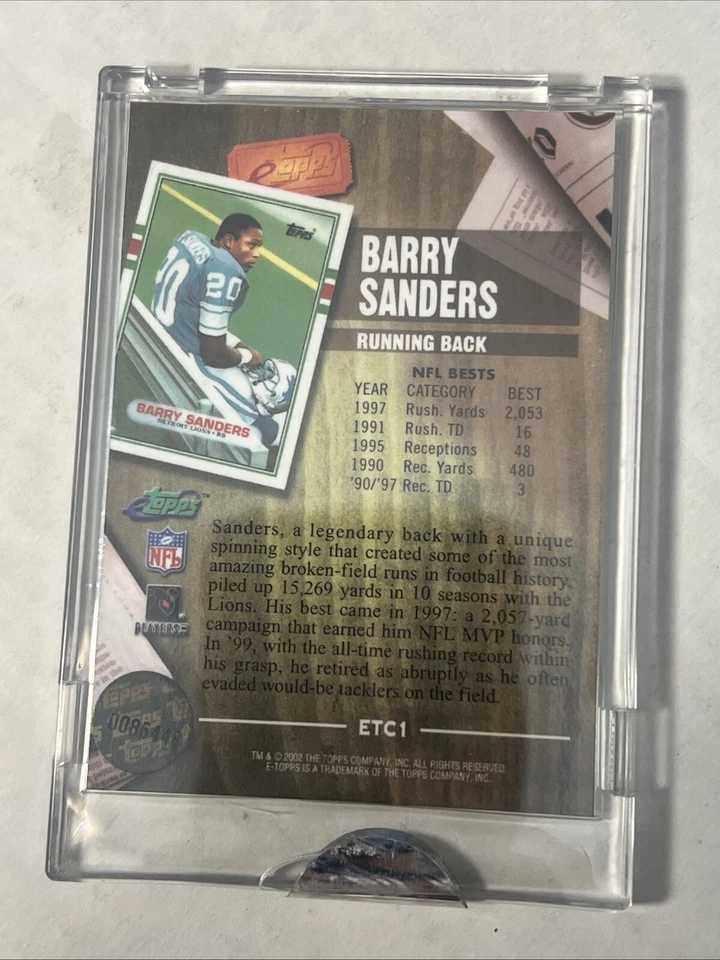 eTopps
Topps
20
BARRY SANDERS
DETROIT LIONS • RB
BARRY
SANDERS
RUNNING BACK
NFL BESTS
YEAR CATEGORY BEST
1997 Rush. Yards 2,053
1991 Rush. TD 16
1995 Receptions 48
1990 Rec. Yards 480
'90/'97 Rec. TD 3
eTopps™
NFL
PLAYERS
Sanders, a legendary back with a unique
spinning style that created some of the most
amazing broken-field runs in football history,
piled up 15,269 yards in 10 seasons with the
Lions. His best came in 1997: a 2,057-yard
campaign that earned him NFL MVP honors.
In '99, with the all-time rushing record within
his grasp, he retired as abruptly as he often
evaded would-be tacklers on the field.
ETC1
TM & © 2002 THE TOPPS COMPANY, INC. ALL RIGHTS RESERVED
E-TOPPS IS A TRADEMARK OF THE TOPPS COMPANY, INC.